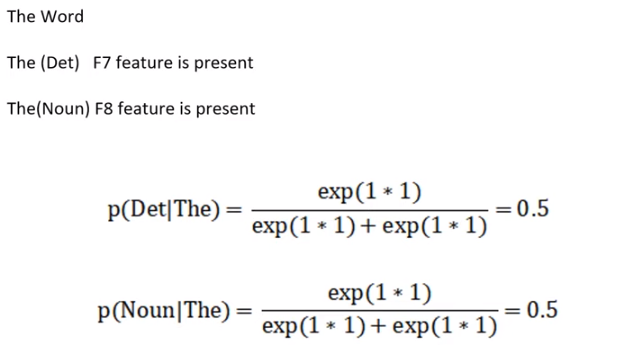 The Word
The (Det) F7 feature is present
The(Noun) F8 feature is present
p(Det|The) = exp(1 * 1) / exp(1 * 1) + exp(1 * 1) = 0.5
p(Noun|The) = exp(1 * 1) / exp(1 * 1) + exp(1 * 1) = 0.5